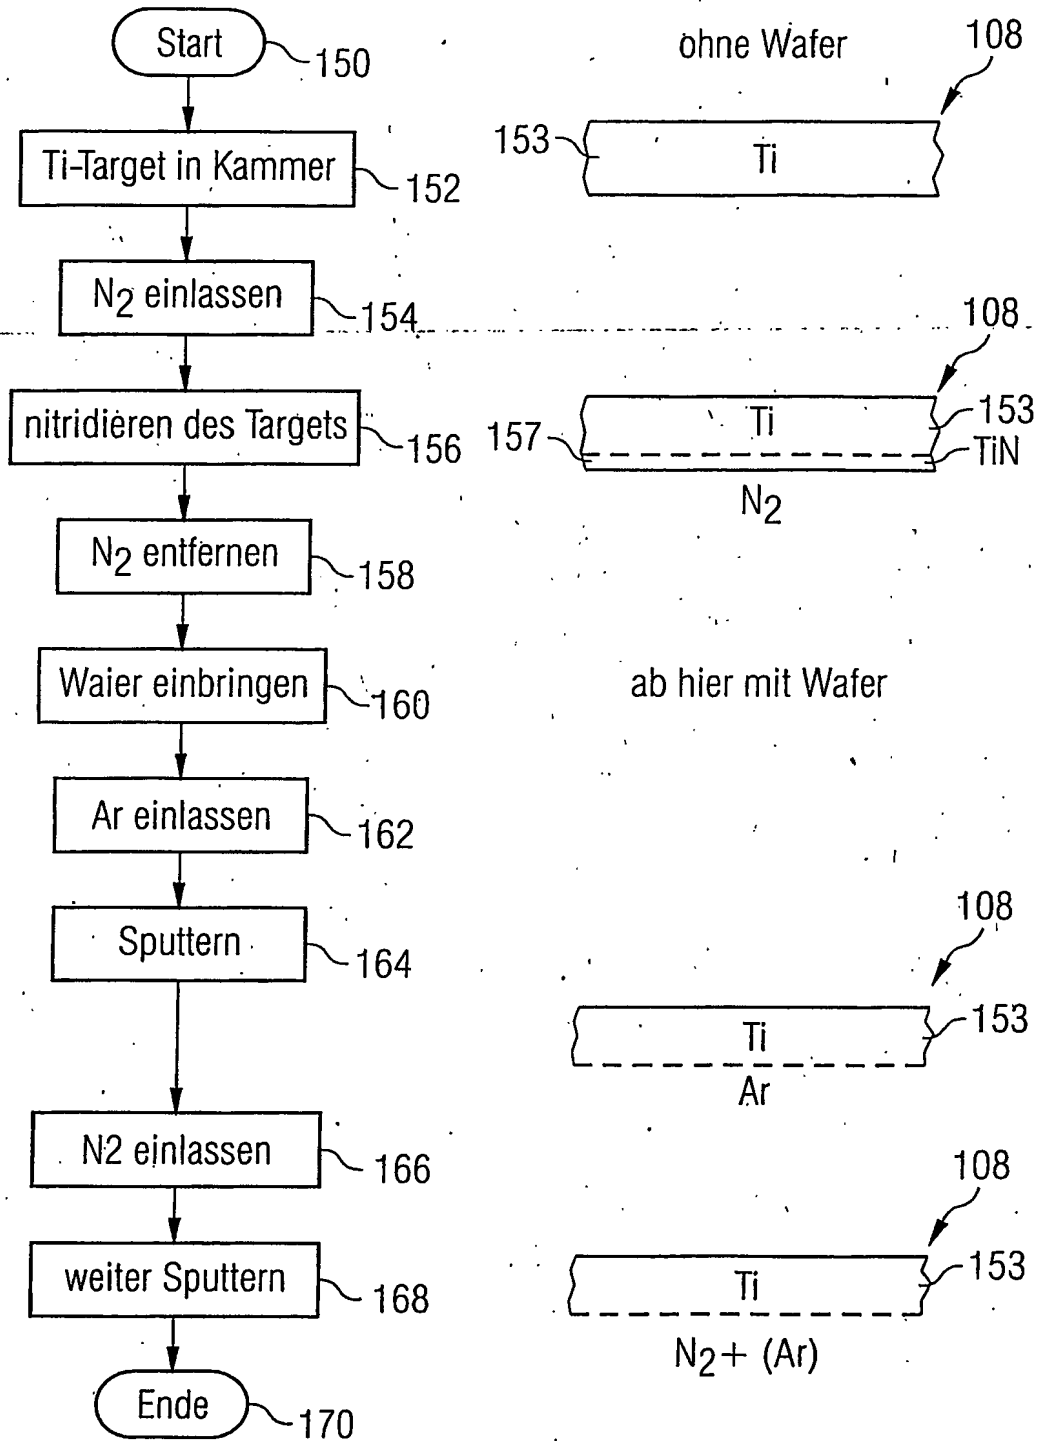 Start
150
ohne Wafer
108
Ti-Target in Kammer
152
153
Ti
N2 einlassen
154
108
nitridieren des Targets
156
157
Ti
153
TiN
N2
N2 entfernen
158
Waier einbringen
160
ab hier mit Wafer
Ar einlassen
162
Sputtern
164
108
Ti
153
Ar
N2 einlassen
166
108
weiter Sputtern
168
Ti
153
N2 + (Ar)
Ende
170